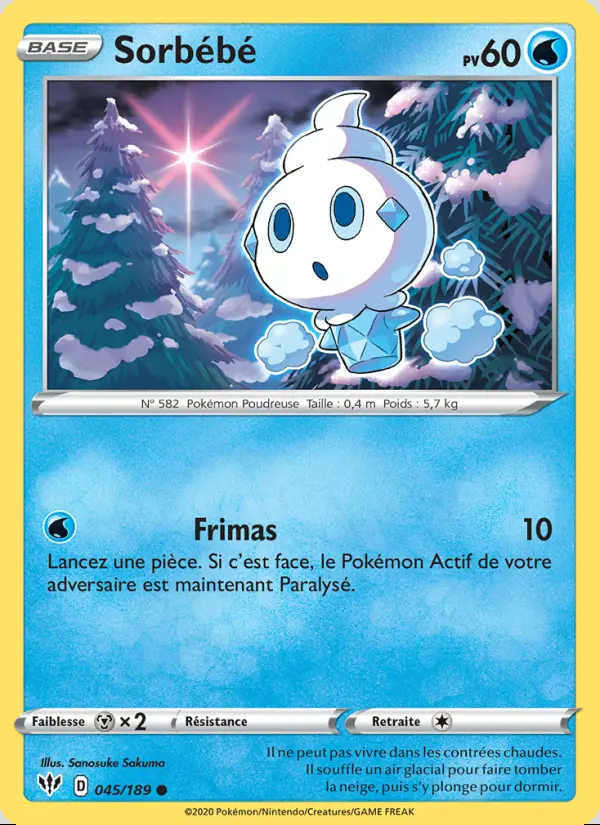 BASE Sorbébé PV60
N° 582 Pokémon Poudreuse Taille : 0,4 m Poids : 5,7 kg
Frimas 10
Lancez une pièce. Si c'est face, le Pokémon Actif de votre
adversaire est maintenant Paralysé.
Faiblesse ×2 Résistance Retraite
Illus. Sanosuke Sakuma
Il ne peut pas vivre dans les contrées chaudes.
Il souffle un air glacial pour faire tomber
la neige, puis s'y plonge pour dormir.
D 045/189
©2020 Pokémon/Nintendo/Creatures/GAME FREAK